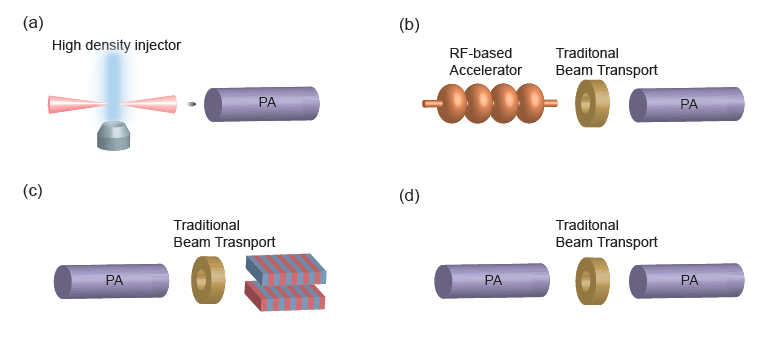 (a)
High density injector
PA
(b)
RF-based
Accelerator
Traditonal
Beam Transport
PA
(c)
Traditional
Beam Trasnport
PA
(d)
Traditonal
Beam Transport
PA
PA